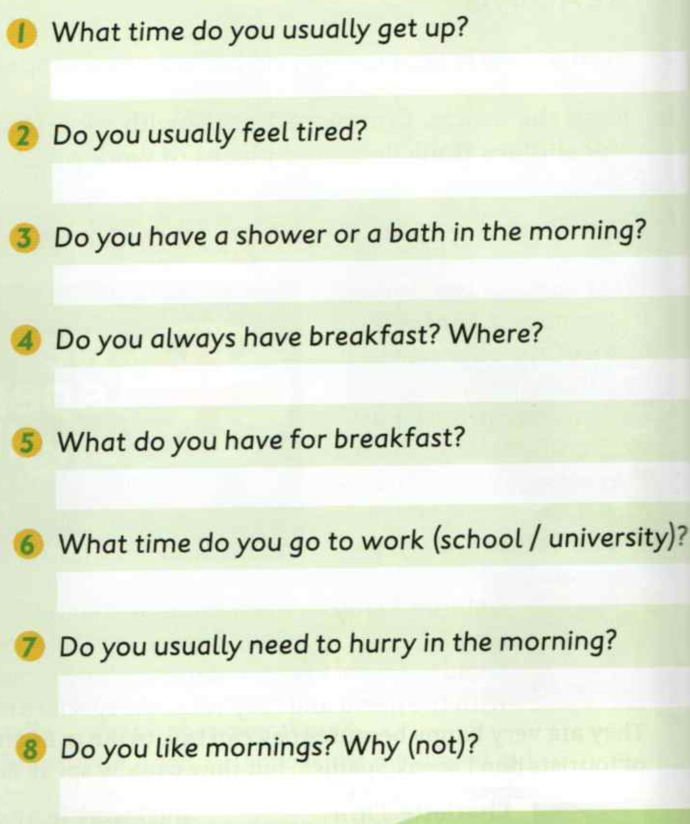 1 What time do you usually get up?
2 Do you usually feel tired?
3 Do you have a shower or a bath in the morning?
4 Do you always have breakfast? Where?
5 What do you have for breakfast?
6 What time do you go to work (school / university)?
7 Do you usually need to hurry in the morning?
8 Do you like mornings? Why (not)?